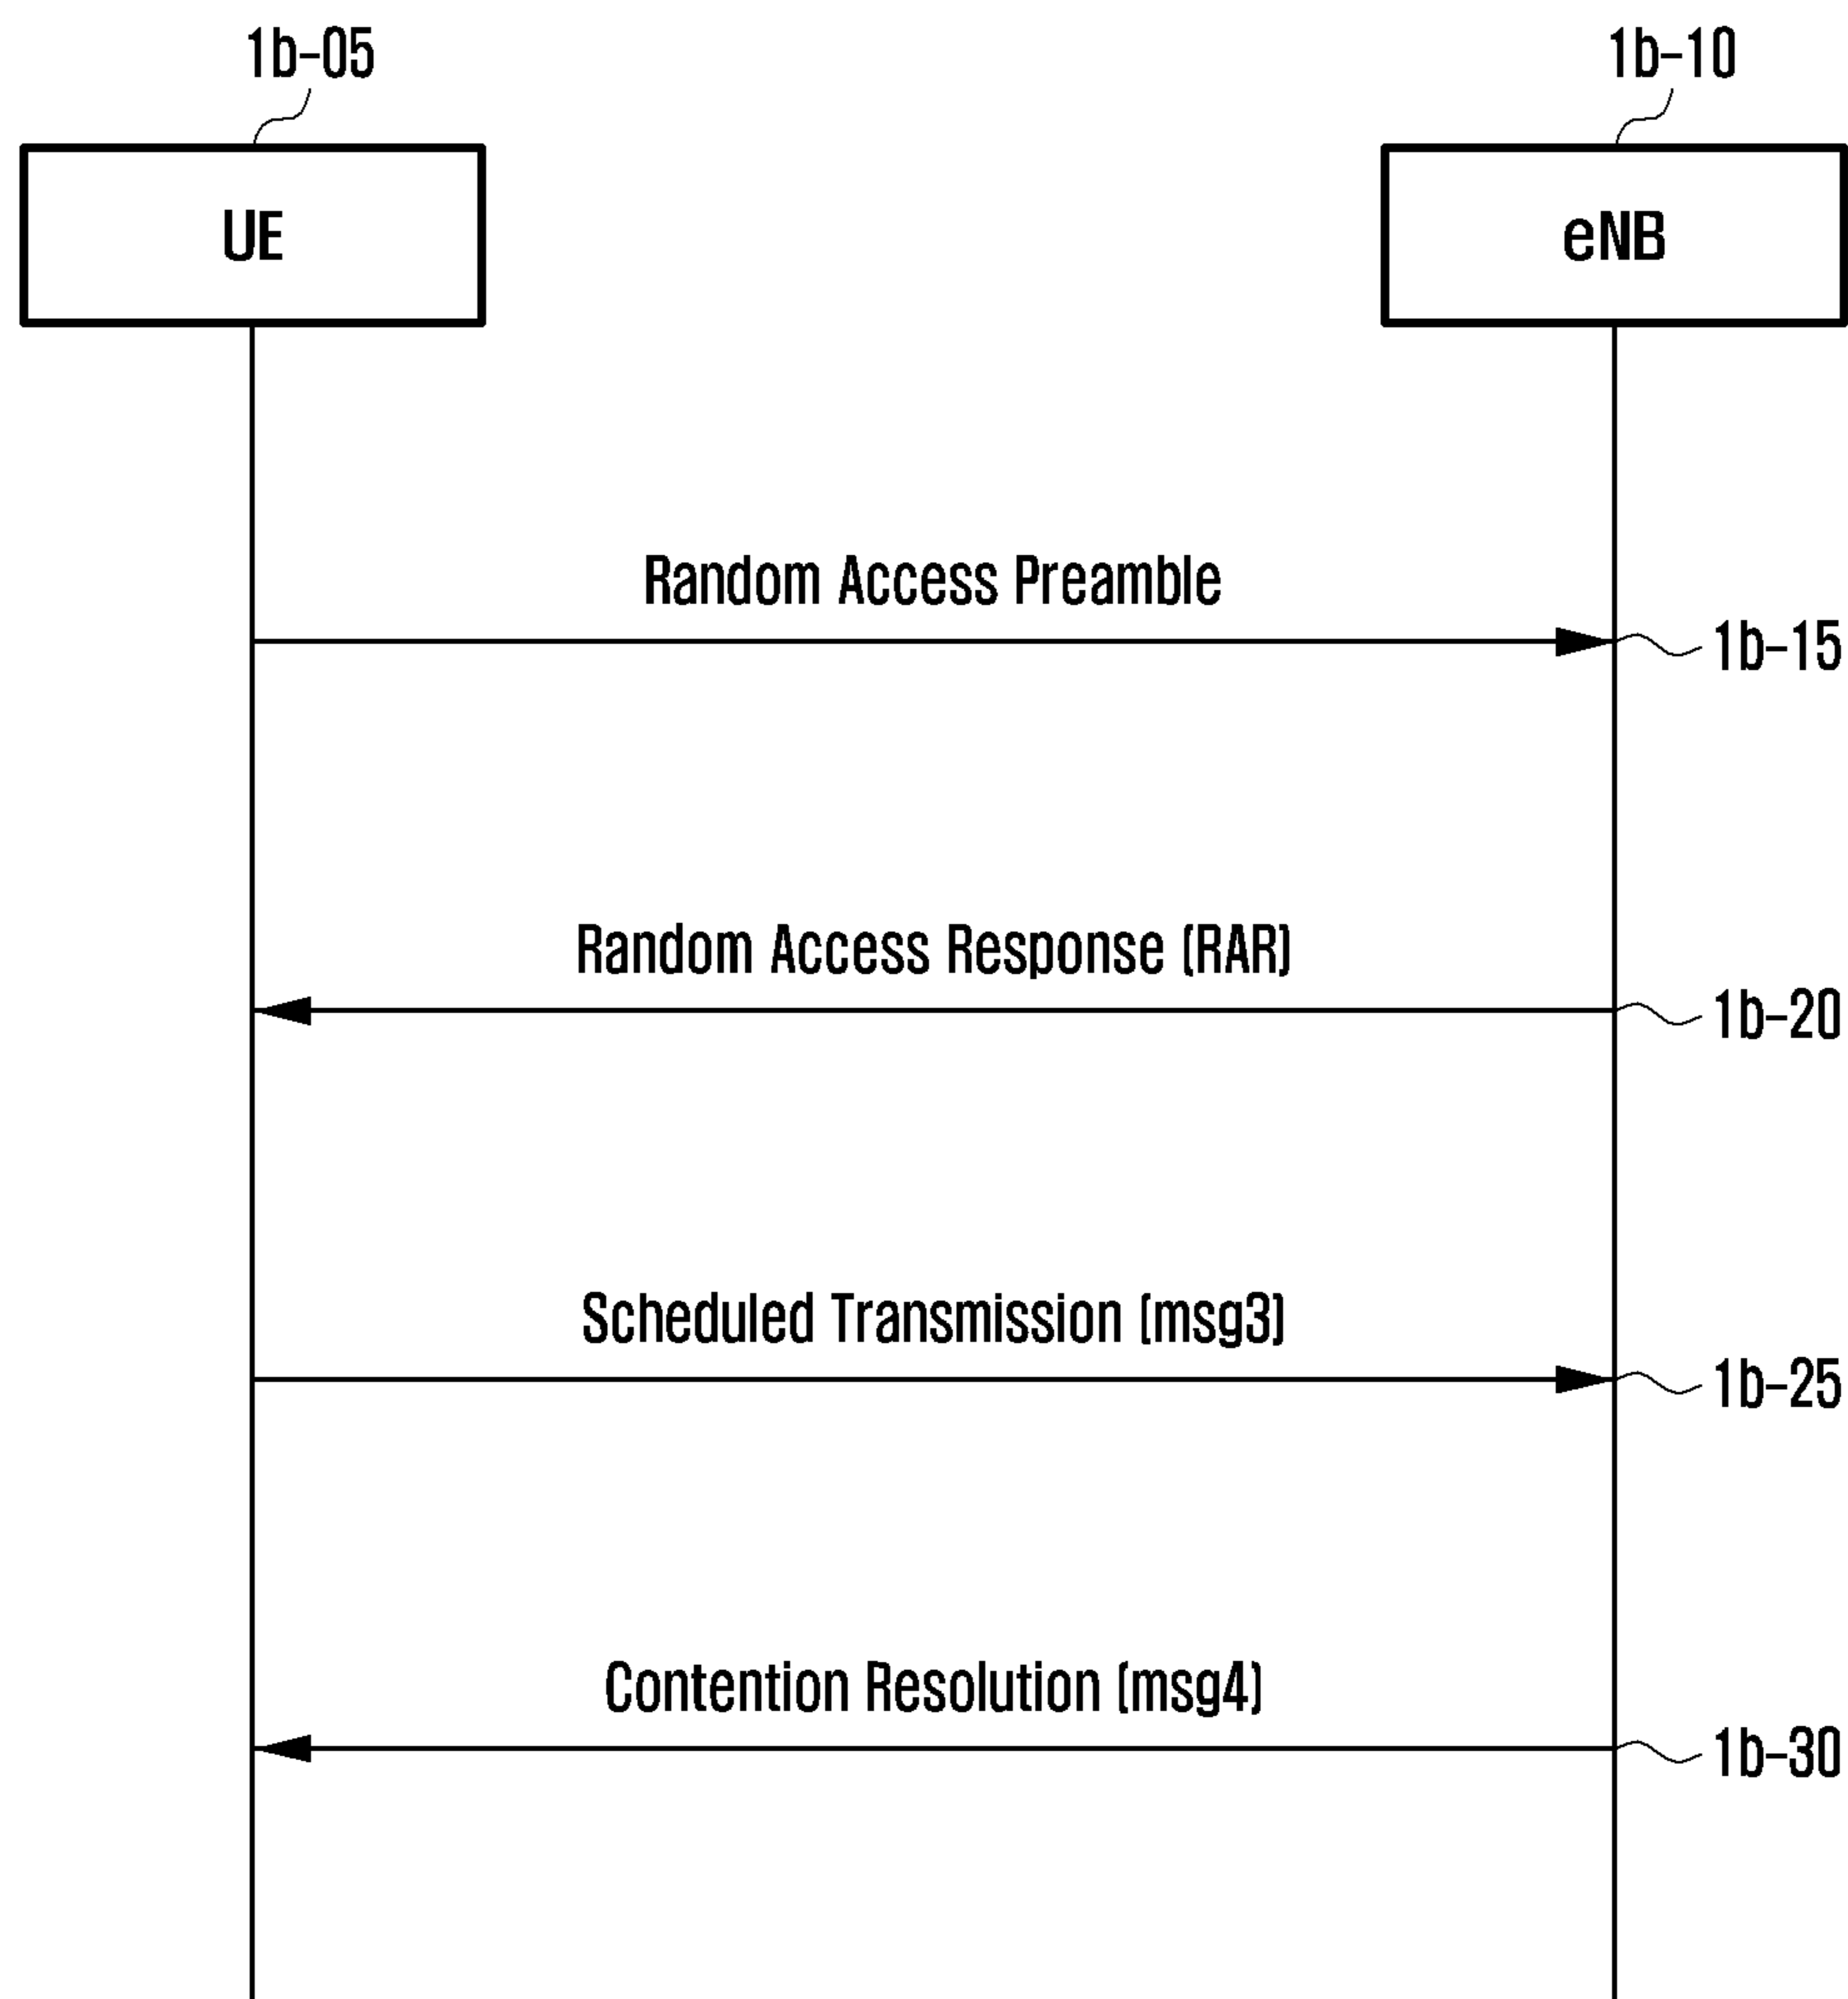 1b-05
1b-10
UE
eNB
Random Access Preamble
1b-15
Random Access Response (RAR)
1b-20
Scheduled Transmission (msg3)
1b-25
Contention Resolution (msg4)
1b-30